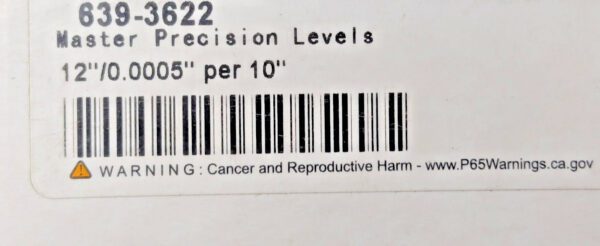 639-3622
Master Precision Levels
12"/0.0005" per 10"
WARNING: Cancer and Reproductive Harm - www.P65Warnings.ca.gov